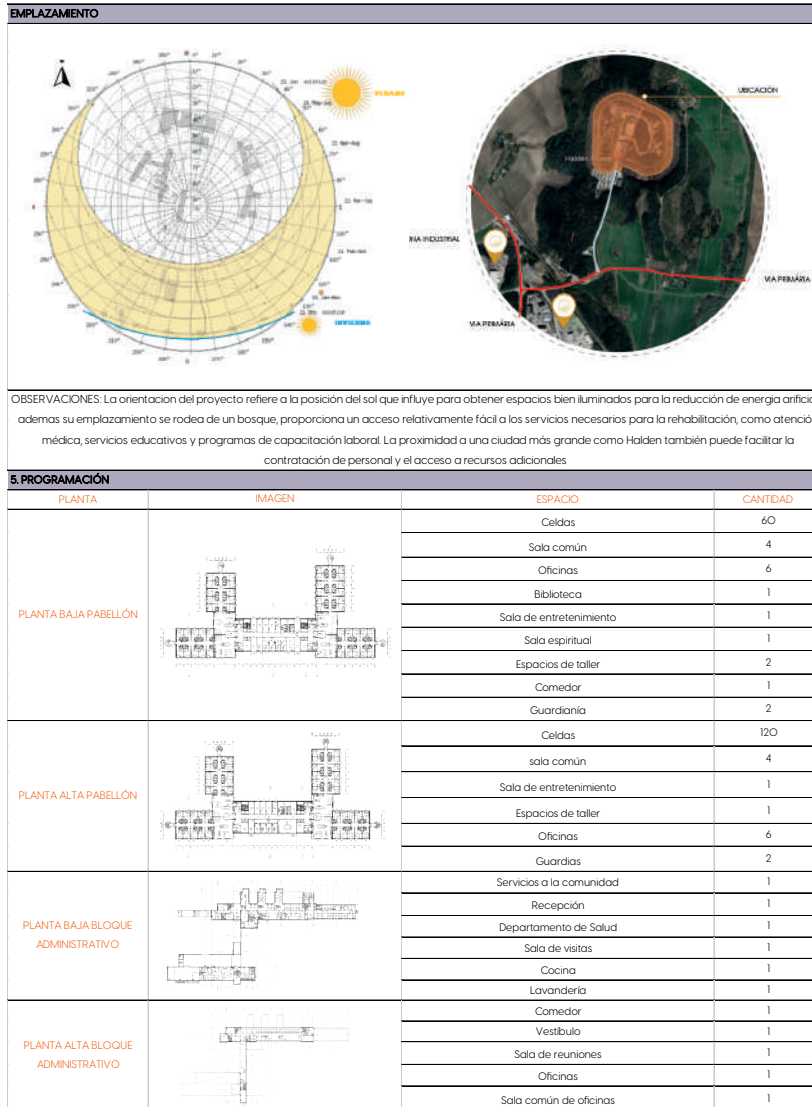 EMPLAZAMIENTO
VERANO
INVIERNO
UBICACIÓN
Halden
RNA INDUSTRIAL
VIA PRIMÁRIA
VIA PRIMÁRIA
OBSERVACIONES: La orientacion del proyecto refiere a la posición del sol que influye para obtener espacios bien iluminados para la reducción de energia arific
ademas su emplazamiento se rodea de un bosque, proporciona un acceso relativamente fácil a los servicios necesarios para la rehabilitación, como atenció
médica, servicios educativos y programas de capacitación laboral. La proximidad a una ciudad más grande como Halden también puede facilitar la
contratación de personal y el acceso a recursos adicionales
5. PROGRAMACIÓN
PLANTA IMAGEN ESPACIO CANTIDAD
PLANTA BAJA PABELLÓN
Celdas 60
Sala común 4
Oficinas 6
Biblioteca 1
Sala de entretenimiento 1
Sala espiritual 1
Espacios de taller 2
Comedor 1
Guardianía 2
PLANTA ALTA PABELLÓN
Celdas 120
sala común 4
Sala de entretenimiento 1
Espacios de taller 1
Oficinas 6
Guardias 2
PLANTA BAJA BLOQUE
ADMINISTRATIVO
Servicios a la comunidad 1
Recepción 1
Departamento de Salud 1
Sala de visitas 1
Cocina 1
Lavandería 1
PLANTA ALTA BLOQUE
ADMINISTRATIVO
Comedor 1
Vestíbulo 1
Sala de reuniones 1
Oficinas 1
Sala común de oficinas 1